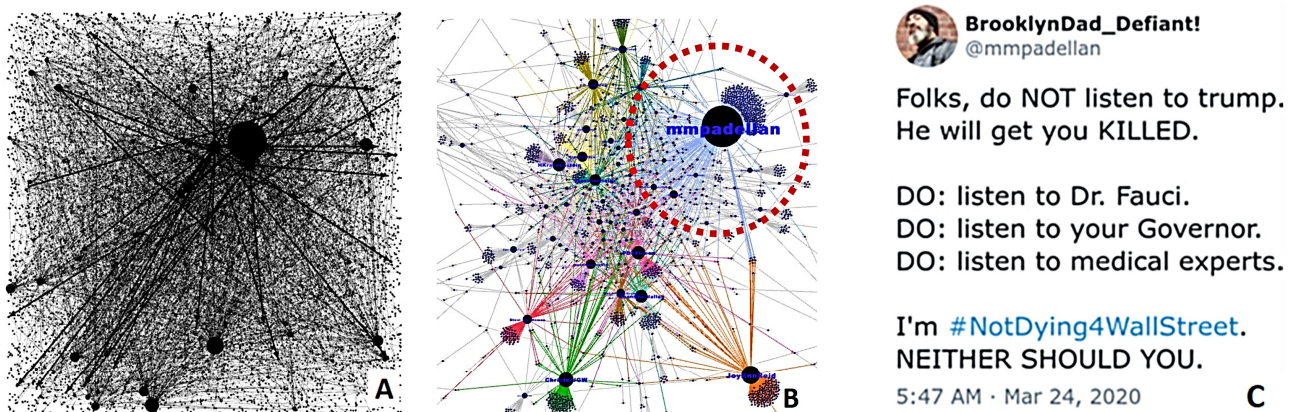 A
mmpadellan
B
BrooklynDad_Defiant!
@mmpadellan
Folks, do NOT listen to trump.
He will get you KILLED.
DO: listen to Dr. Fauci.
DO: listen to your Governor.
DO: listen to medical experts.
I'm #NotDying4WallStreet.
NEITHER SHOULD YOU.
5:47 AM · Mar 24, 2020
C